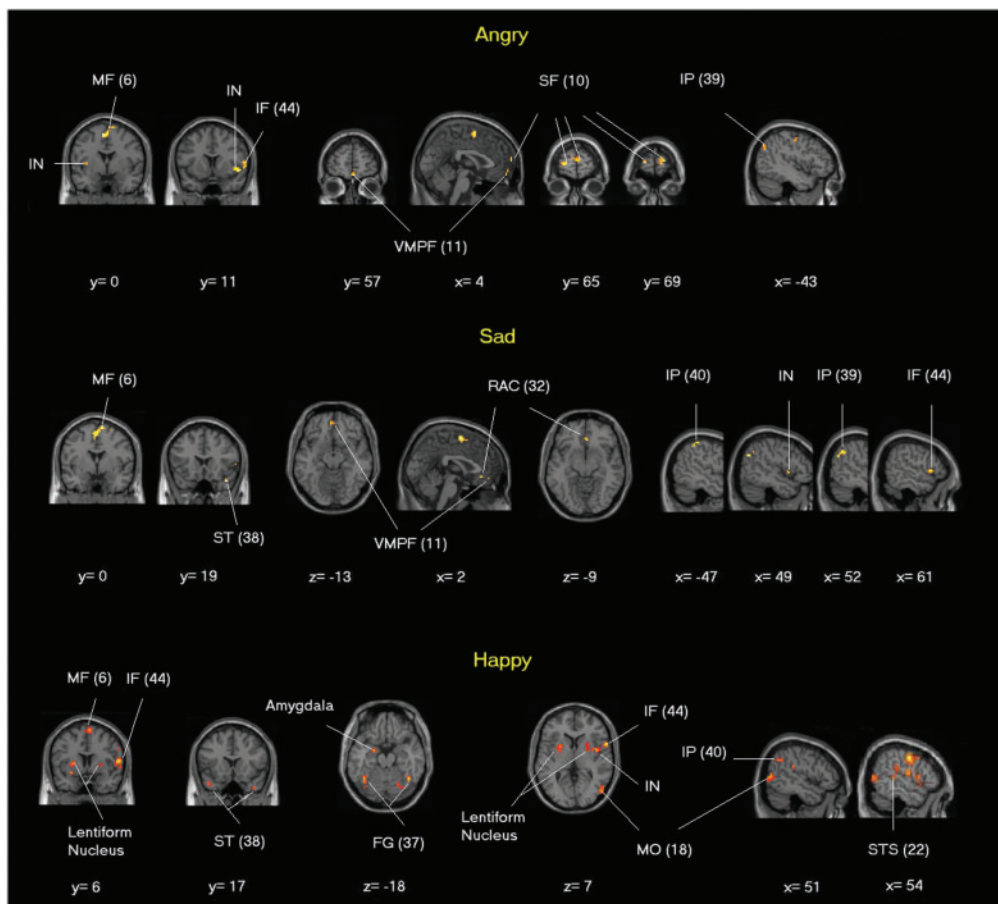 Angry
MF (6)
IN
IF (44)
IN
SF (10)
IP (39)
VMPF (11)
y= 0
y= 11
y= 57
x= 4
y= 65
y= 69
x= -43
Sad
MF (6)
ST (38)
RAC (32)
VMPF (11)
IP (40)
IN
IP (39)
IF (44)
y= 0
y= 19
z= -13
x= 2
z= -9
x= -47
x= 49
x= 52
x= 61
Happy
MF (6)
IF (44)
Lentiform
Nucleus
ST (38)
Amygdala
FG (37)
IF (44)
IN
Lentiform
Nucleus
MO (18)
IP (40)
STS (22)
y= 6
y= 17
z= -18
z= 7
x= 51
x= 54